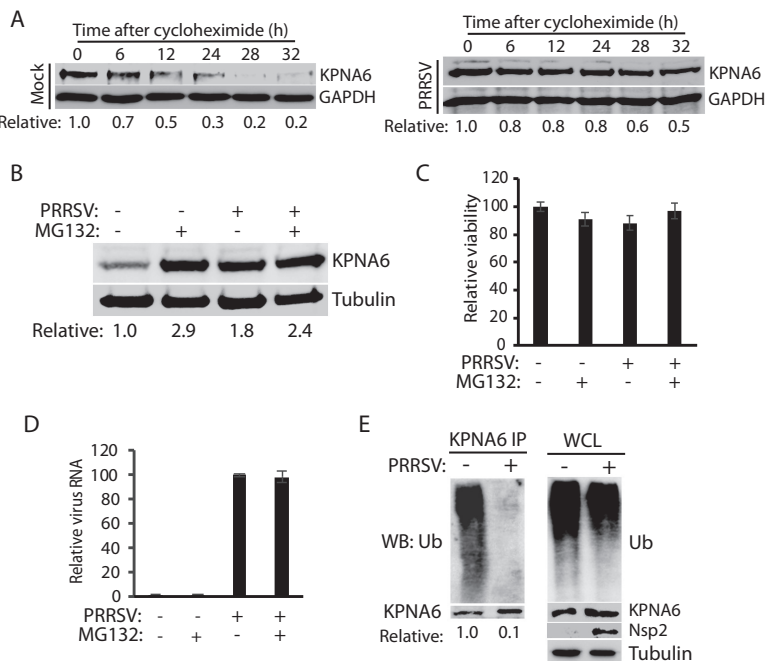 A
Time after cycloheximide (h)
0 6 12 24 28 32
Mock
KPNA6
GAPDH
Relative: 1.0 0.7 0.5 0.3 0.2 0.2
Time after cycloheximide (h)
0 6 12 24 28 32
PRRSV
KPNA6
GAPDH
Relative: 1.0 0.8 0.8 0.8 0.6 0.5
B
PRRSV: - - + +
MG132: - + - +
KPNA6
Tubulin
Relative: 1.0 2.9 1.8 2.4
C
Relative viability
120
100
80
60
40
20
0
PRRSV: - - + +
MG132: - + - +
D
Relative virus RNA
120
100
80
60
40
20
0
PRRSV: - - + +
MG132: - + - +
E
KPNA6 IP
WCL
PRRSV: - + - +
WB: Ub
Ub
KPNA6
KPNA6
Relative: 1.0 0.1
Nsp2
Tubulin